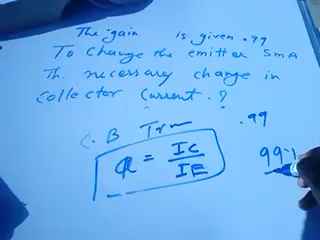 The gain is given .99
To change the emitter 5mA
Th. necessary change in
collector Current . ?
C. B Trm .99
α = IC / IE
99%